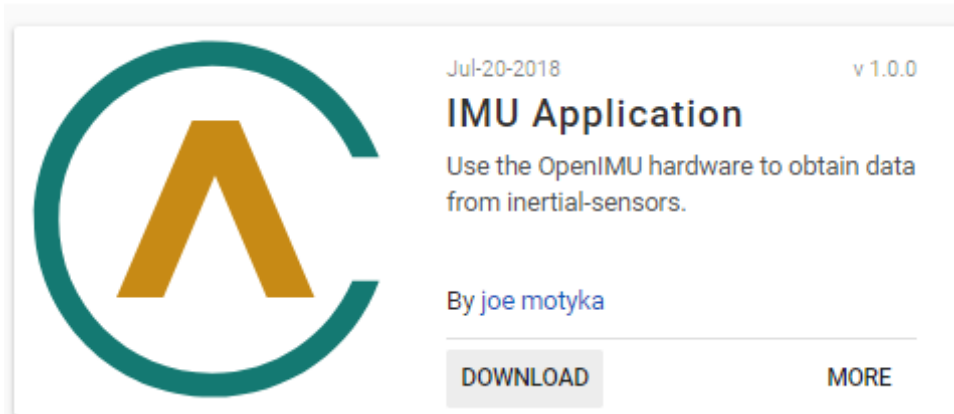 Jul-20-2018 v 1.0.0
IMU Application
Use the OpenIMU hardware to obtain data
from inertial-sensors.
By joe motyka
DOWNLOAD MORE